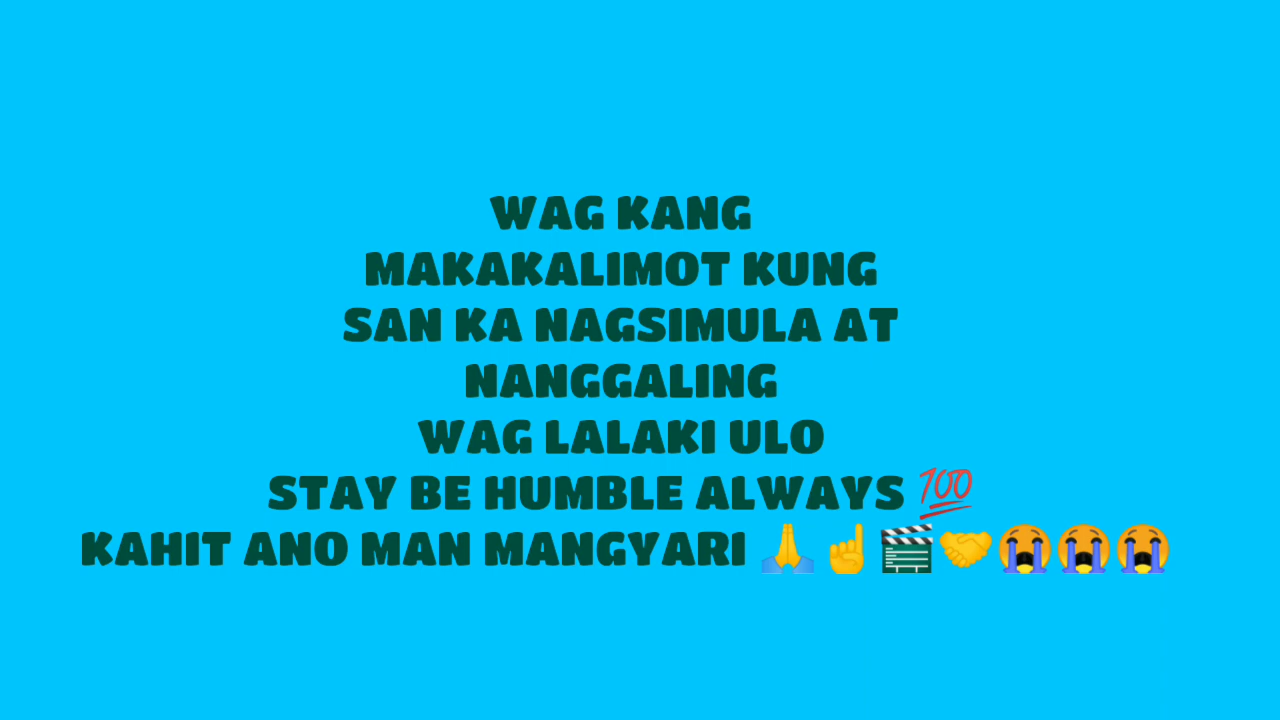 WAG KANG
MAKAKALIMOT KUNG
SAN KA NAGSIMULA AT
NANGGALING
WAG LALAKI ULO
STAY BE HUMBLE ALWAYS 💯
KAHIT ANO MAN MANGYARI 🙏☝️🎬🤝😭😭😭